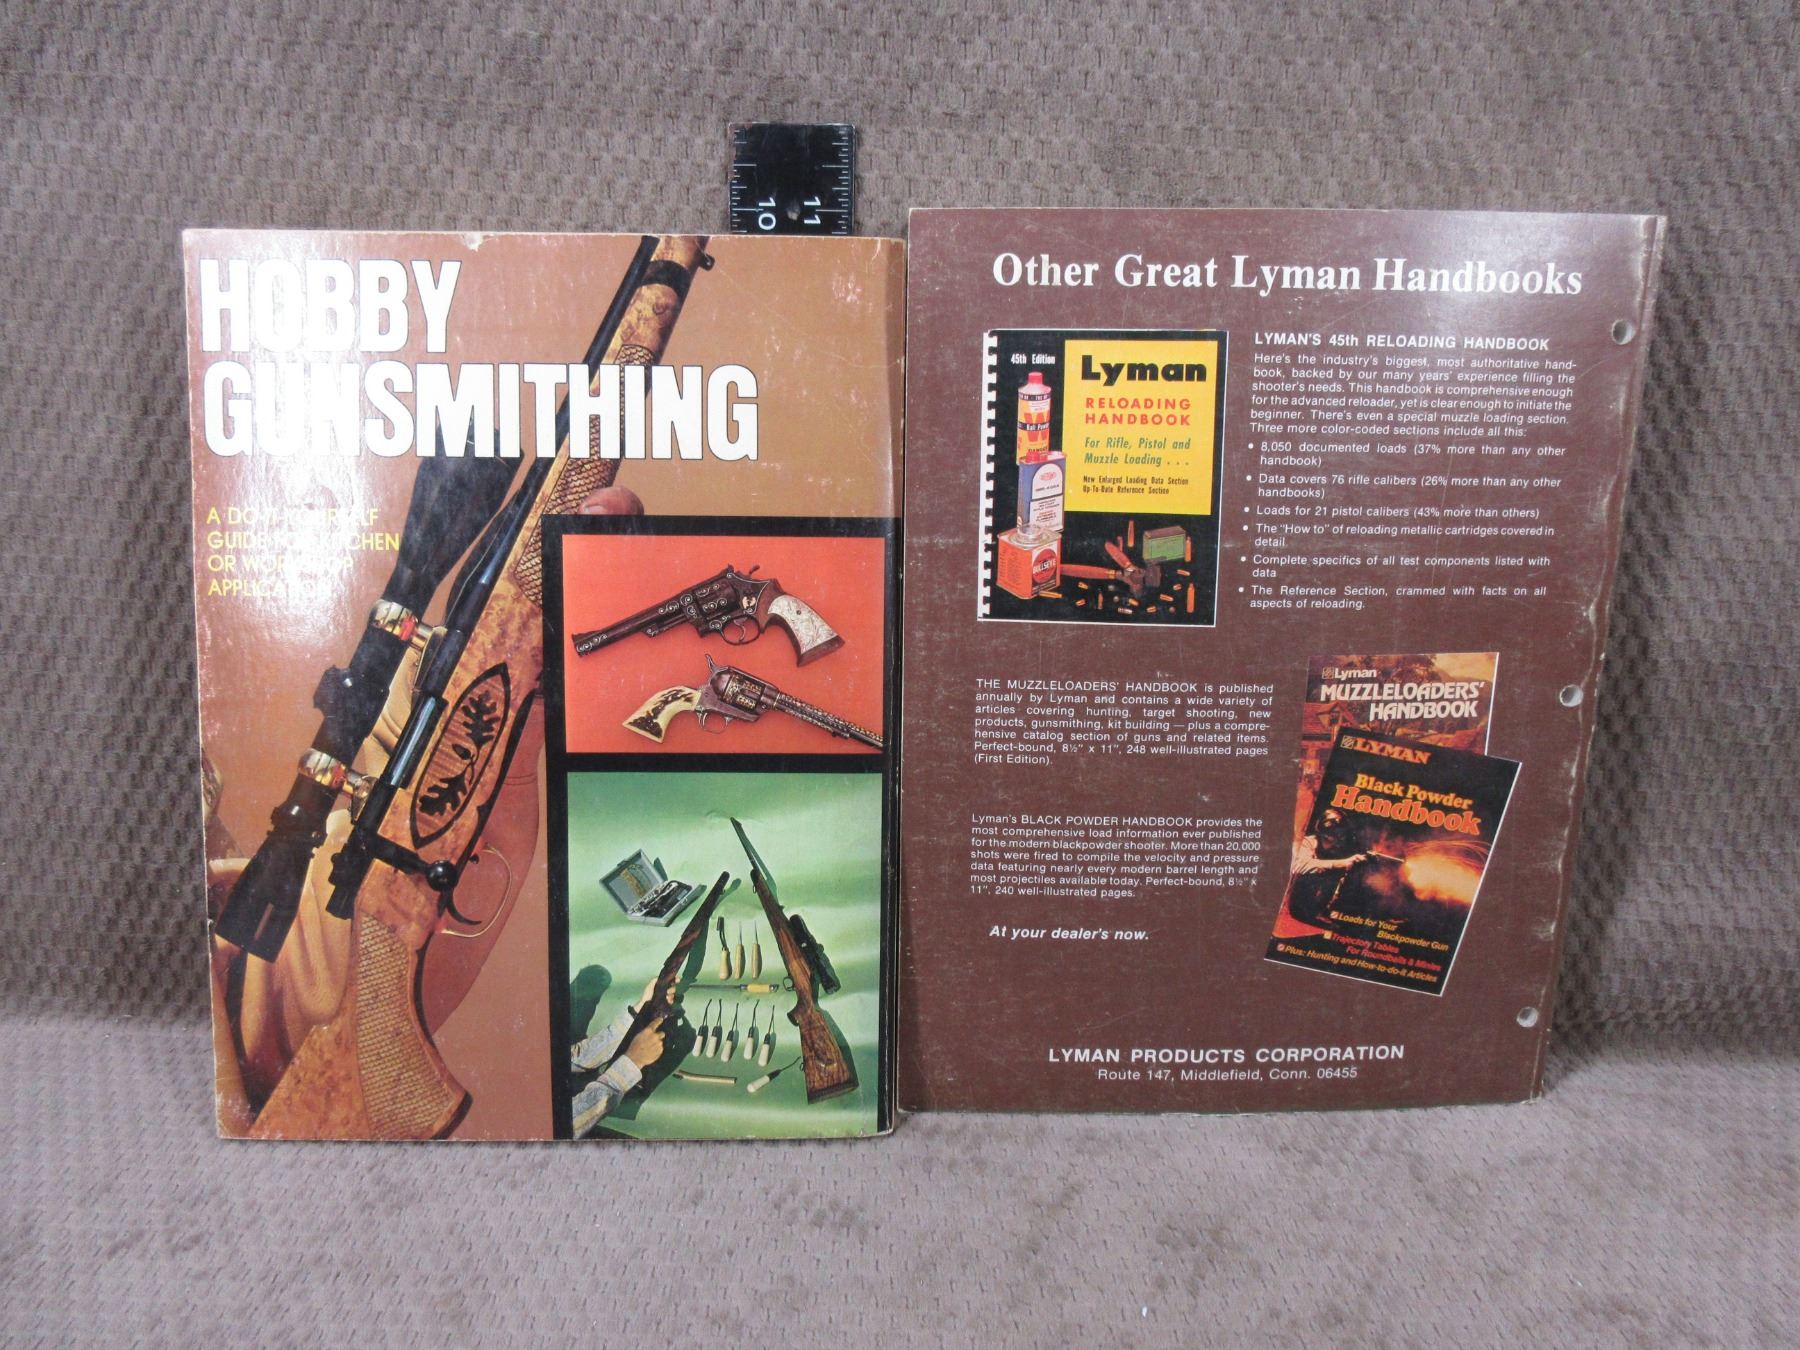 10
11
HOBBY
GUNSMITHING
A DO-IT-YOURSELF
GUIDE FOR KITCHEN
OR WORKSHOP
APPLICATION
Other Great Lyman Handbooks
45th Edition
Lyman
RELOADING
HANDBOOK
For Rifle, Pistol and
Muzzle Loading . . .
New Enlarged Loading Data Section
Up-To-Date Reference Section
Ball Powder
BULLSEYE
LYMAN'S 45th RELOADING HANDBOOK
Here's the industry's biggest, most authoritative hand-
book, backed by our many years' experience filling the
shooter's needs. This handbook is comprehensive enough
for the advanced reloader, yet is clear enough to initiate the
beginner. There's even a special muzzle loading section.
Three more color-coded sections include all this:
• 8,050 documented loads (37% more than any other
handbook)
• Data covers 76 rifle calibers (26% more than any other
handbooks)
• Loads for 21 pistol calibers (43% more than others)
• The "How to" of reloading metallic cartridges covered in
detail
• Complete specifics of all test components listed with
data
• The Reference Section, crammed with facts on all
aspects of reloading.
THE MUZZLELOADERS' HANDBOOK is published
annually by Lyman and contains a wide variety of
articles covering hunting, target shooting, new
products, gunsmithing, kit building — plus a compre-
hensive catalog section of guns and related items.
Perfect-bound, 8½" x 11", 248 well-illustrated pages
(First Edition).
Lyman
MUZZLELOADERS'
HANDBOOK
LYMAN
Black Powder
Handbook
Loads for Your
Blackpowder Gun
Trajectory Tables
For Roundballs & Minies
Plus: Hunting and How-to-do-it Articles
Lyman's BLACK POWDER HANDBOOK provides the
most comprehensive load information ever published
for the modern blackpowder shooter. More than 20,000
shots were fired to compile the velocity and pressure
data featuring nearly every modern barrel length and
most projectiles available today. Perfect-bound, 8½" x
11", 240 well-illustrated pages.
At your dealer's now.
LYMAN PRODUCTS CORPORATION
Route 147, Middlefield, Conn. 06455